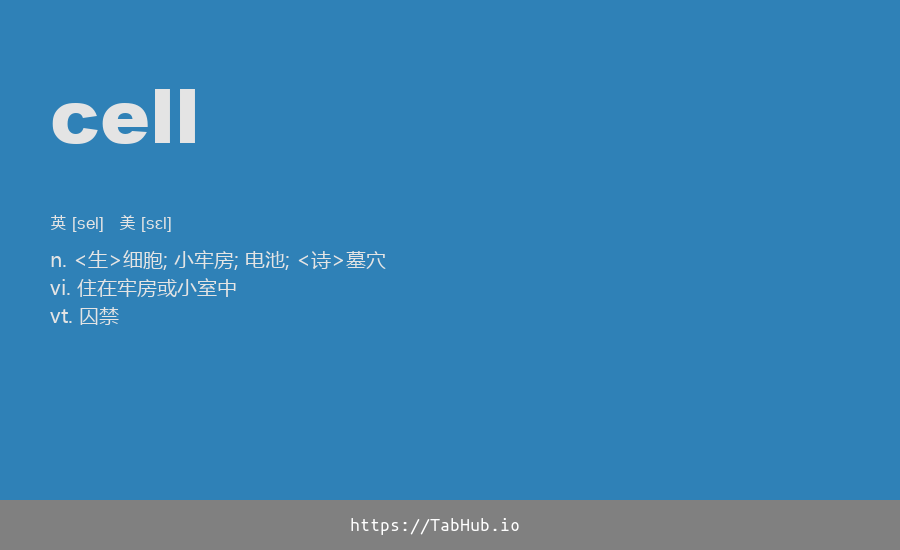 cell
英 [sel]   美 [sɛl]
n. <生>细胞; 小牢房; 电池; <诗>墓穴
vi. 住在牢房或小室中
vt. 囚禁
https://TabHub.io